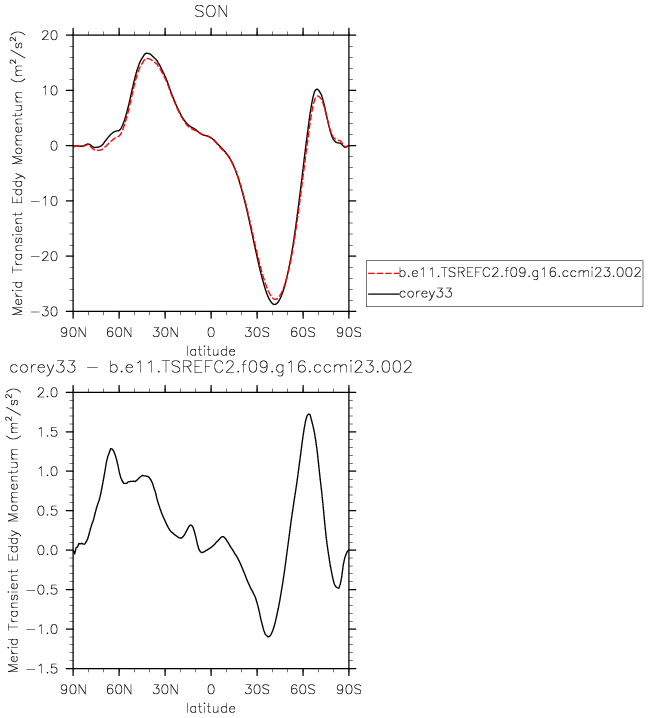 SON
Merid Transient Eddy Momentum (m²/s²)
20
10
0
−10
−20
−30
90N 60N 30N 0 30S 60S 90S
latitude
b.e11.TSREFC2.f09.g16.ccmi23.002
corey33
corey33 − b.e11.TSREFC2.f09.g16.ccmi23.002
Merid Transient Eddy Momentum (m²/s²)
2.0
1.5
1.0
0.5
0.0
−0.5
−1.0
−1.5
90N 60N 30N 0 30S 60S 90S
latitude